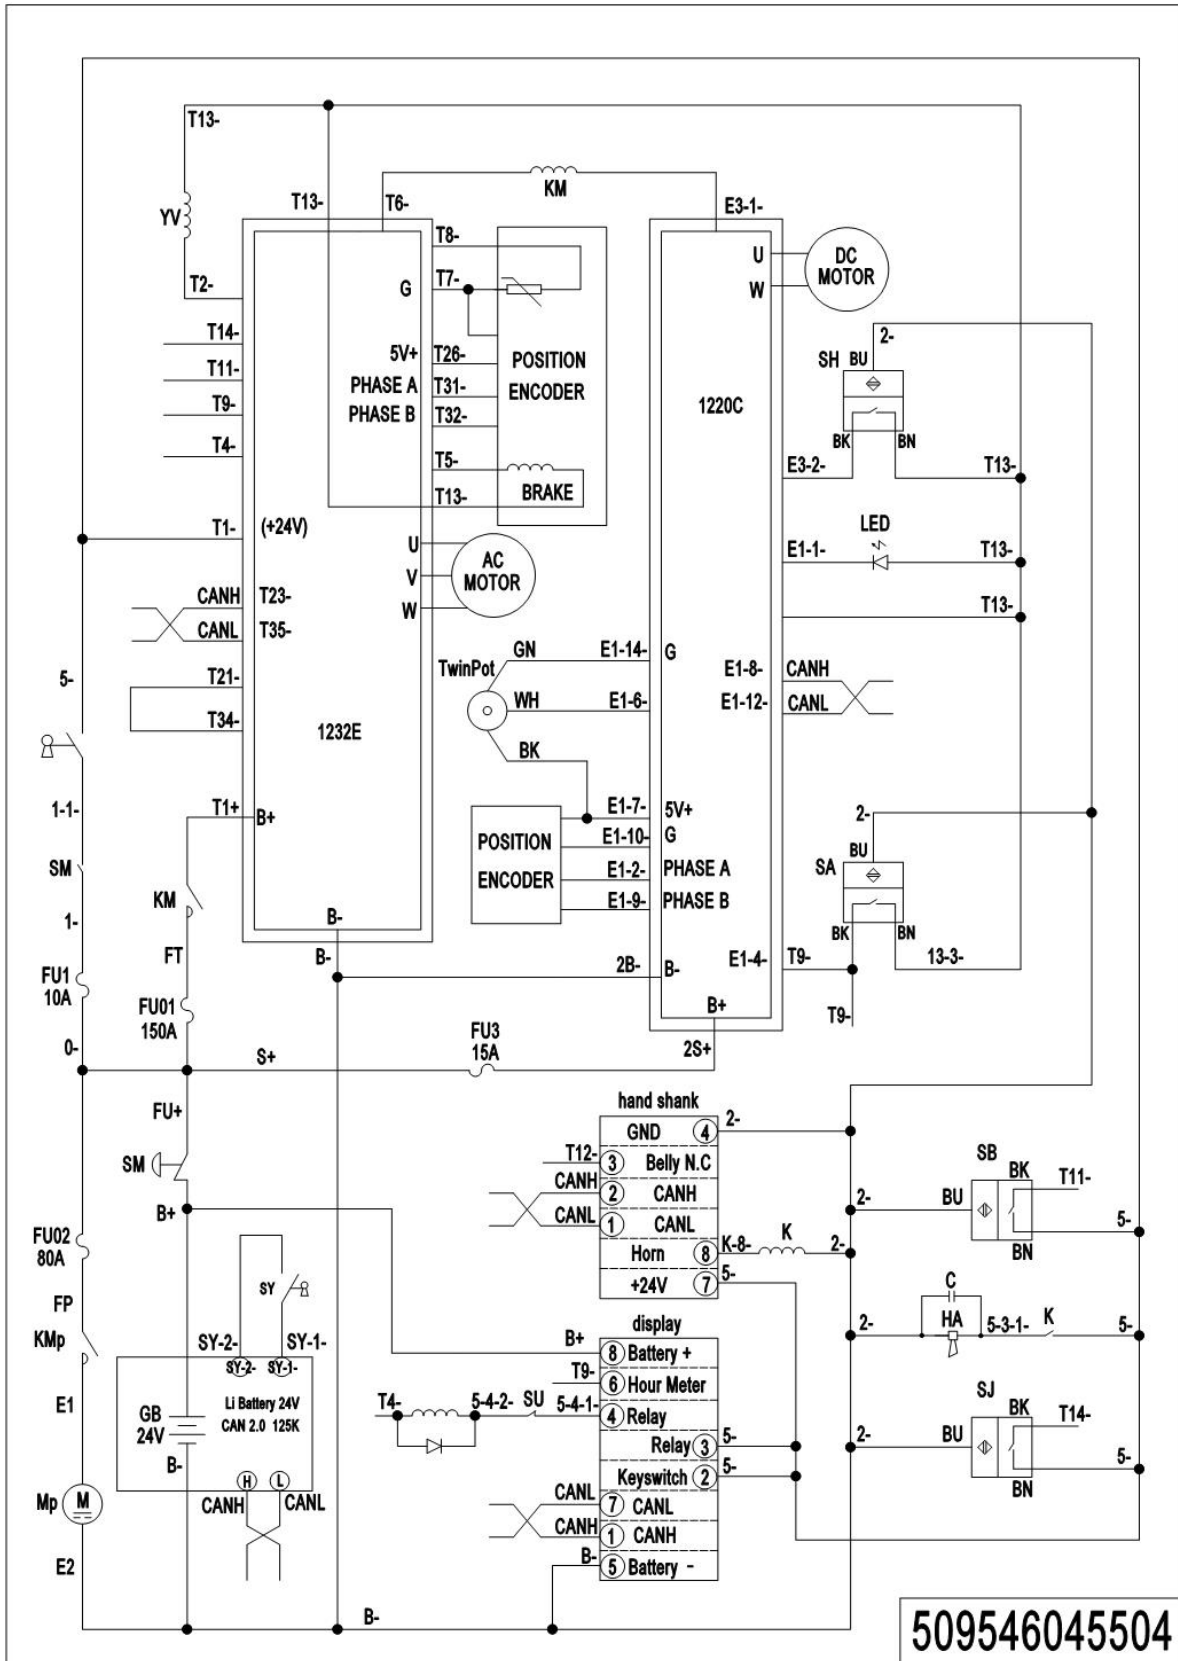 T13-
T13-
T6-
KM
E3-1-
YV
T8-
U
DC
MOTOR
T2-
G
T7-
W
2-
T14-
5V+
T26-
POSITION
SH
BU
T11-
PHASE A
T31-
ENCODER
1220C
T9-
PHASE B
T32-
BK
BN
T4-
T5-
E3-2-
T13-
BRAKE
T13-
LED
T1-
(+24V)
U
AC
MOTOR
E1-1-
T13-
V
CANH
T23-
W
T13-
CANL
T35-
GN
E1-14-
G
TwinPot
E1-8-
CANH
5-
T21-
WH
E1-6-
E1-12-
CANL
T34-
1232E
BK
1-1-
T1+
B+
E1-7-
5V+
2-
POSITION
E1-10-
G
BU
SM
ENCODER
E1-2-
PHASE A
SA
KM
E1-9-
PHASE B
1-
B-
BK
BN
FT
B-
2B-
B-
E1-4-
T9-
13-3-
FU1
10A
FU01
150A
B+
T9-
0-
S+
FU3
15A
2S+
FU+
hand shank
GND
4
2-
SM
T12-
3
Belly N.C
SB
BK
T11-
CANH
2
CANH
2-
BU
B+
CANL
1
CANL
5-
FU02
80A
Horn
8
K-8-
K
2-
BN
SY
+24V
7
5-
C
FP
HA
KMp
SY-2-
SY-1-
display
2-
5-3-1-
K
5-
SY-2-
SY-1-
B+
8
Battery +
T9-
6
Hour Meter
E1
GB
24V
Li Battery 24V
CAN 2.0 125K
T4-
5-4-2-
SU
5-4-1-
4
Relay
SJ
BK
T14-
Relay
3
5-
2-
BU
B-
Keyswitch
2
5-
5-
BN
H
L
CANL
7
CANL
Mp
M
CANH
CANL
CANH
1
CANH
E2
B-
5
Battery -
B-
509546045504